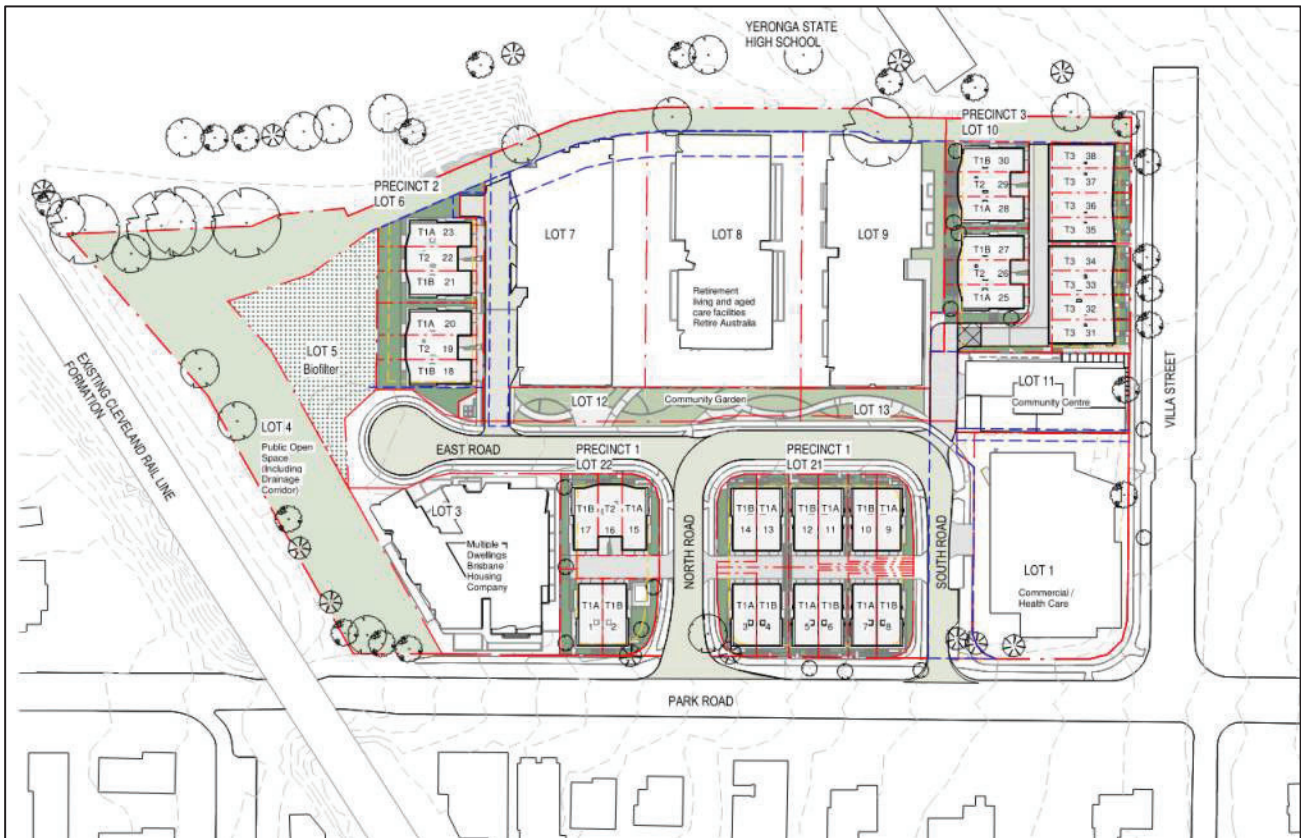 YERONGA STATE
HIGH SCHOOL
PRECINCT 3
LOT 10
T1B 30
T2 29
T1A 28
T1B 27
T2 26
T1A 25
T3 38
T3 37
T3 36
T3 35
T3 34
T3 33
T3 32
T3 31
PRECINCT 2
LOT 6
T1A 23
T2 22
T1B 21
T1A 20
T2 19
T1B 18
LOT 7
LOT 8
Retirement
living and aged
care facilities
Retire Australia
LOT 9
LOT 5
Biofilter
LOT 12
Community Garden
LOT 13
LOT 11
Community Centre
VILLA STREET
EXISTING CLEVELAND RAIL LINE
FORMATION
LOT 4
Public Open
Space
(Including
Drainage
Corridor)
EAST ROAD
PRECINCT 1
LOT 22
PRECINCT 1
LOT 21
LOT 3
Multiple
Dwellings
Brisbane
Housing
Company
T1B T2 T1A
17 16 15
T1A T1B
1 2
NORTH ROAD
T1B T1A
14 13
T1B T1A
12 11
T1B T1A
10 9
T1A T1B
3 4
T1A T1B
5 6
T1A T1B
7 8
SOUTH ROAD
LOT 1
Commercial /
Health Care
PARK ROAD